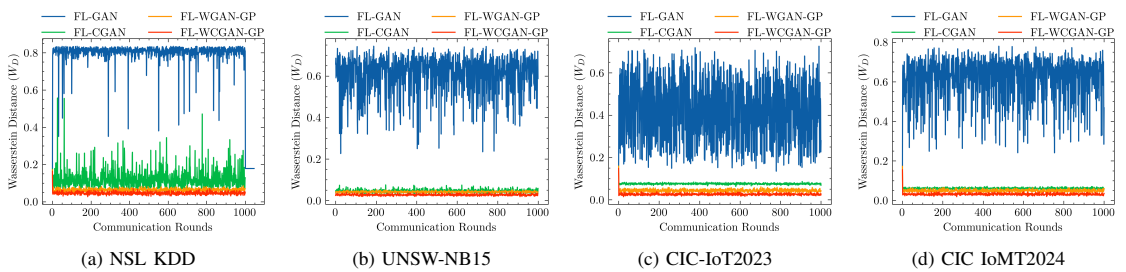 FL-GAN FL-WGAN-GP
FL-CGAN FL-WCGAN-GP
Wasserstein Distance (W_D)
0.8
0.6
0.4
0.2
0.0
0 200 400 600 800 1000
Communication Rounds
(a) NSL KDD
FL-GAN FL-WGAN-GP
FL-CGAN FL-WCGAN-GP
Wasserstein Distance (W_D)
0.6
0.4
0.2
0.0
0 200 400 600 800 1000
Communication Rounds
(b) UNSW-NB15
FL-GAN FL-WGAN-GP
FL-CGAN FL-WCGAN-GP
Wasserstein Distance (W_D)
0.6
0.4
0.2
0.0
0 200 400 600 800 1000
Communication Rounds
(c) CIC-IoT2023
FL-GAN FL-WGAN-GP
FL-CGAN FL-WCGAN-GP
Wasserstein Distance (W_D)
0.8
0.6
0.4
0.2
0.0
0 200 400 600 800 1000
Communication Rounds
(d) CIC IoMT2024